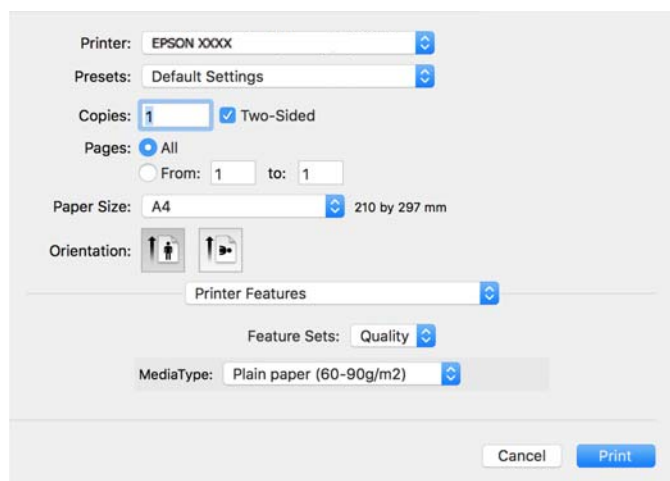 Printer: EPSON XXXX
Presets: Default Settings
Copies: 1 Two-Sided
Pages: All
From: 1 to: 1
Paper Size: A4 210 by 297 mm
Orientation:
Printer Features
Feature Sets: Quality
MediaType: Plain paper (60-90g/m2)
Cancel Print